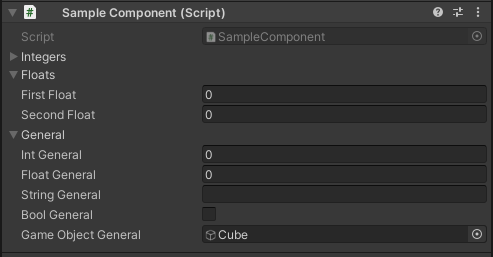 Sample Component (Script)
Script SampleComponent
Integers
Floats
First Float 0
Second Float 0
General
Int General 0
Float General 0
String General
Bool General
Game Object General Cube